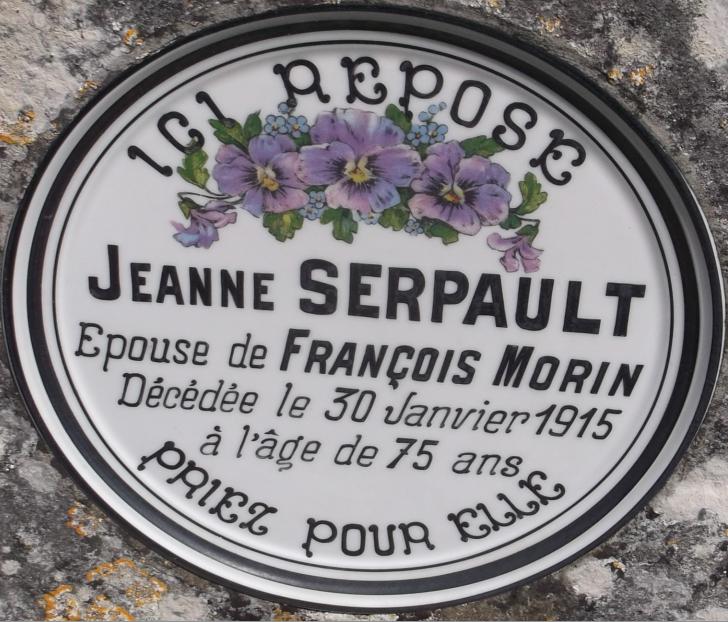 ICI REPOSE
JEANNE SERPAULT
Epouse de FRANÇOIS MORIN
Décédée le 30 Janvier 1915
à l'âge de 75 ans
PRIEZ POUR ELLE